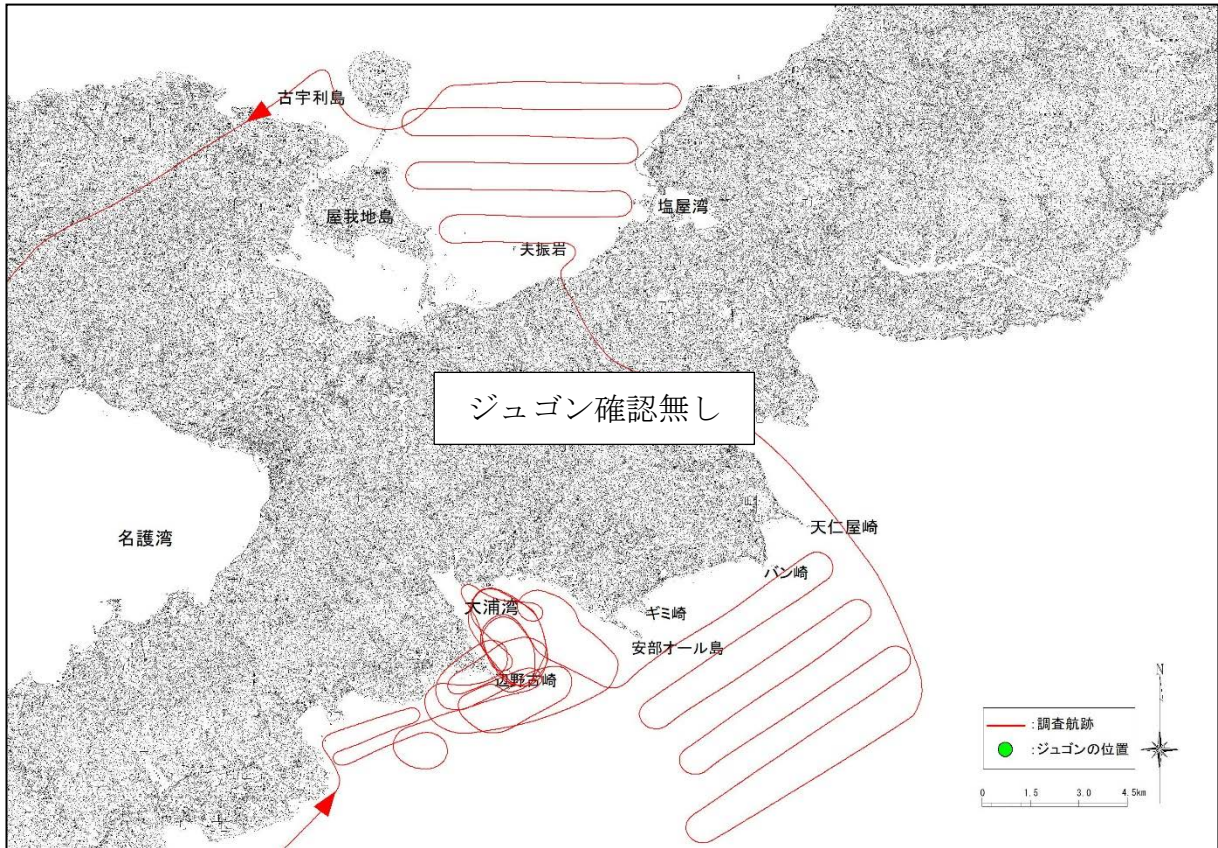 古宇利島
屋我地島
塩屋湾
夫振岩
ジュゴン確認無し
名護湾
天仁屋崎
バン崎
大浦湾
ギミ崎
安部オール島
辺野古崎
N
:調査航跡
:ジュゴンの位置
0 1.5 3.0 4.5km